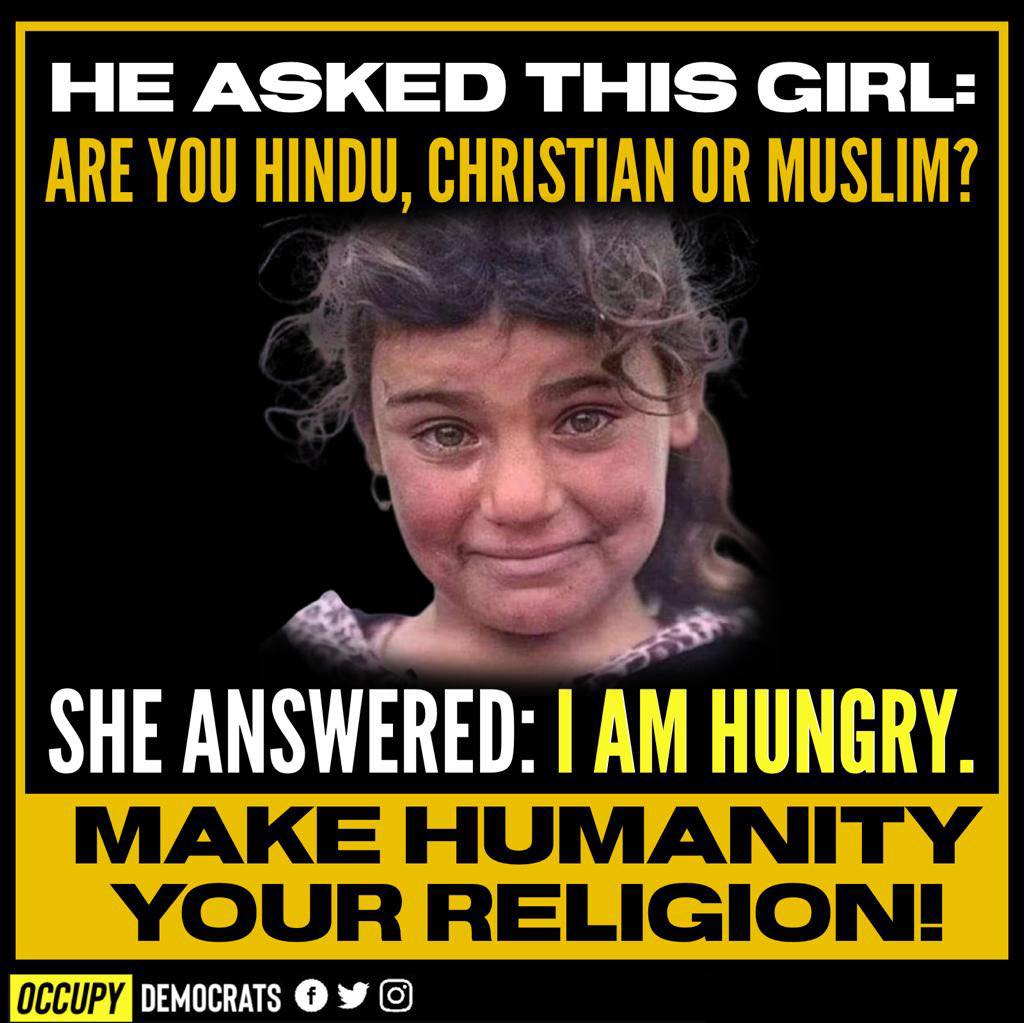 HE ASKED THIS GIRL:
ARE YOU HINDU, CHRISTIAN OR MUSLIM?
SHE ANSWERED: I AM HUNGRY.
MAKE HUMANITY
YOUR RELIGION!
OCCUPY DEMOCRATS